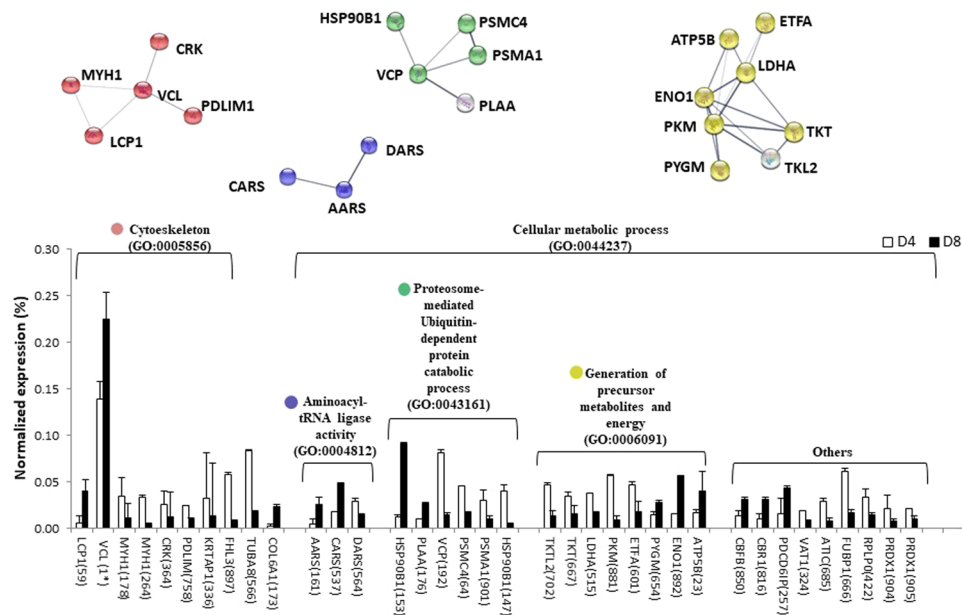 HSP90B1
PSMC4
ETFA
CRK
ATP5B
MYH1
PSMA1
LDHA
VCL
VCP
ENO1
PDLIM1
PLAA
PKM
TKT
LCP1
DARS
PYGM
TKL2
CARS
AARS
Cytoeskeleton
(GO:0005856)
Cellular metabolic process
(GO:0044237)
D4
D8
Normalized expression (%)
0.30
0.25
0.20
0.15
0.10
0.05
0.00
Aminoacyl-
tRNA ligase
activity
(GO:0004812)
Proteosome-
mediated
Ubiquitin-
dependent
protein
catabolic
process
(GO:0043161)
Generation of
precursor
metabolites and
energy
(GO:0006091)
Others
LCP1(59)
VCL (1*)
MYH1(178)
MYH1(264)
CRK(364)
PDLIM(758)
KRTAP1(336)
FHL3(897)
TUBA8(566)
COL6A1(173)
AARS(161)
CARS(537)
DARS(564)
HSP90B1(153)
PLAA(176)
VCP(192)
PSMC4(64)
PSMA1(901)
HSP90B1(147)
TKTL2(702)
TKT(667)
LDHA(515)
PKM(881)
ETFA(601)
PYGM(654)
ENO1(892)
ATP5B(23)
CBFB(850)
CBR1(816)
PDCD6IP(257)
VAT1(324)
ATIC(685)
FUBP1(666)
RPLP0(422)
PRDX1(904)
PRDX1(905)